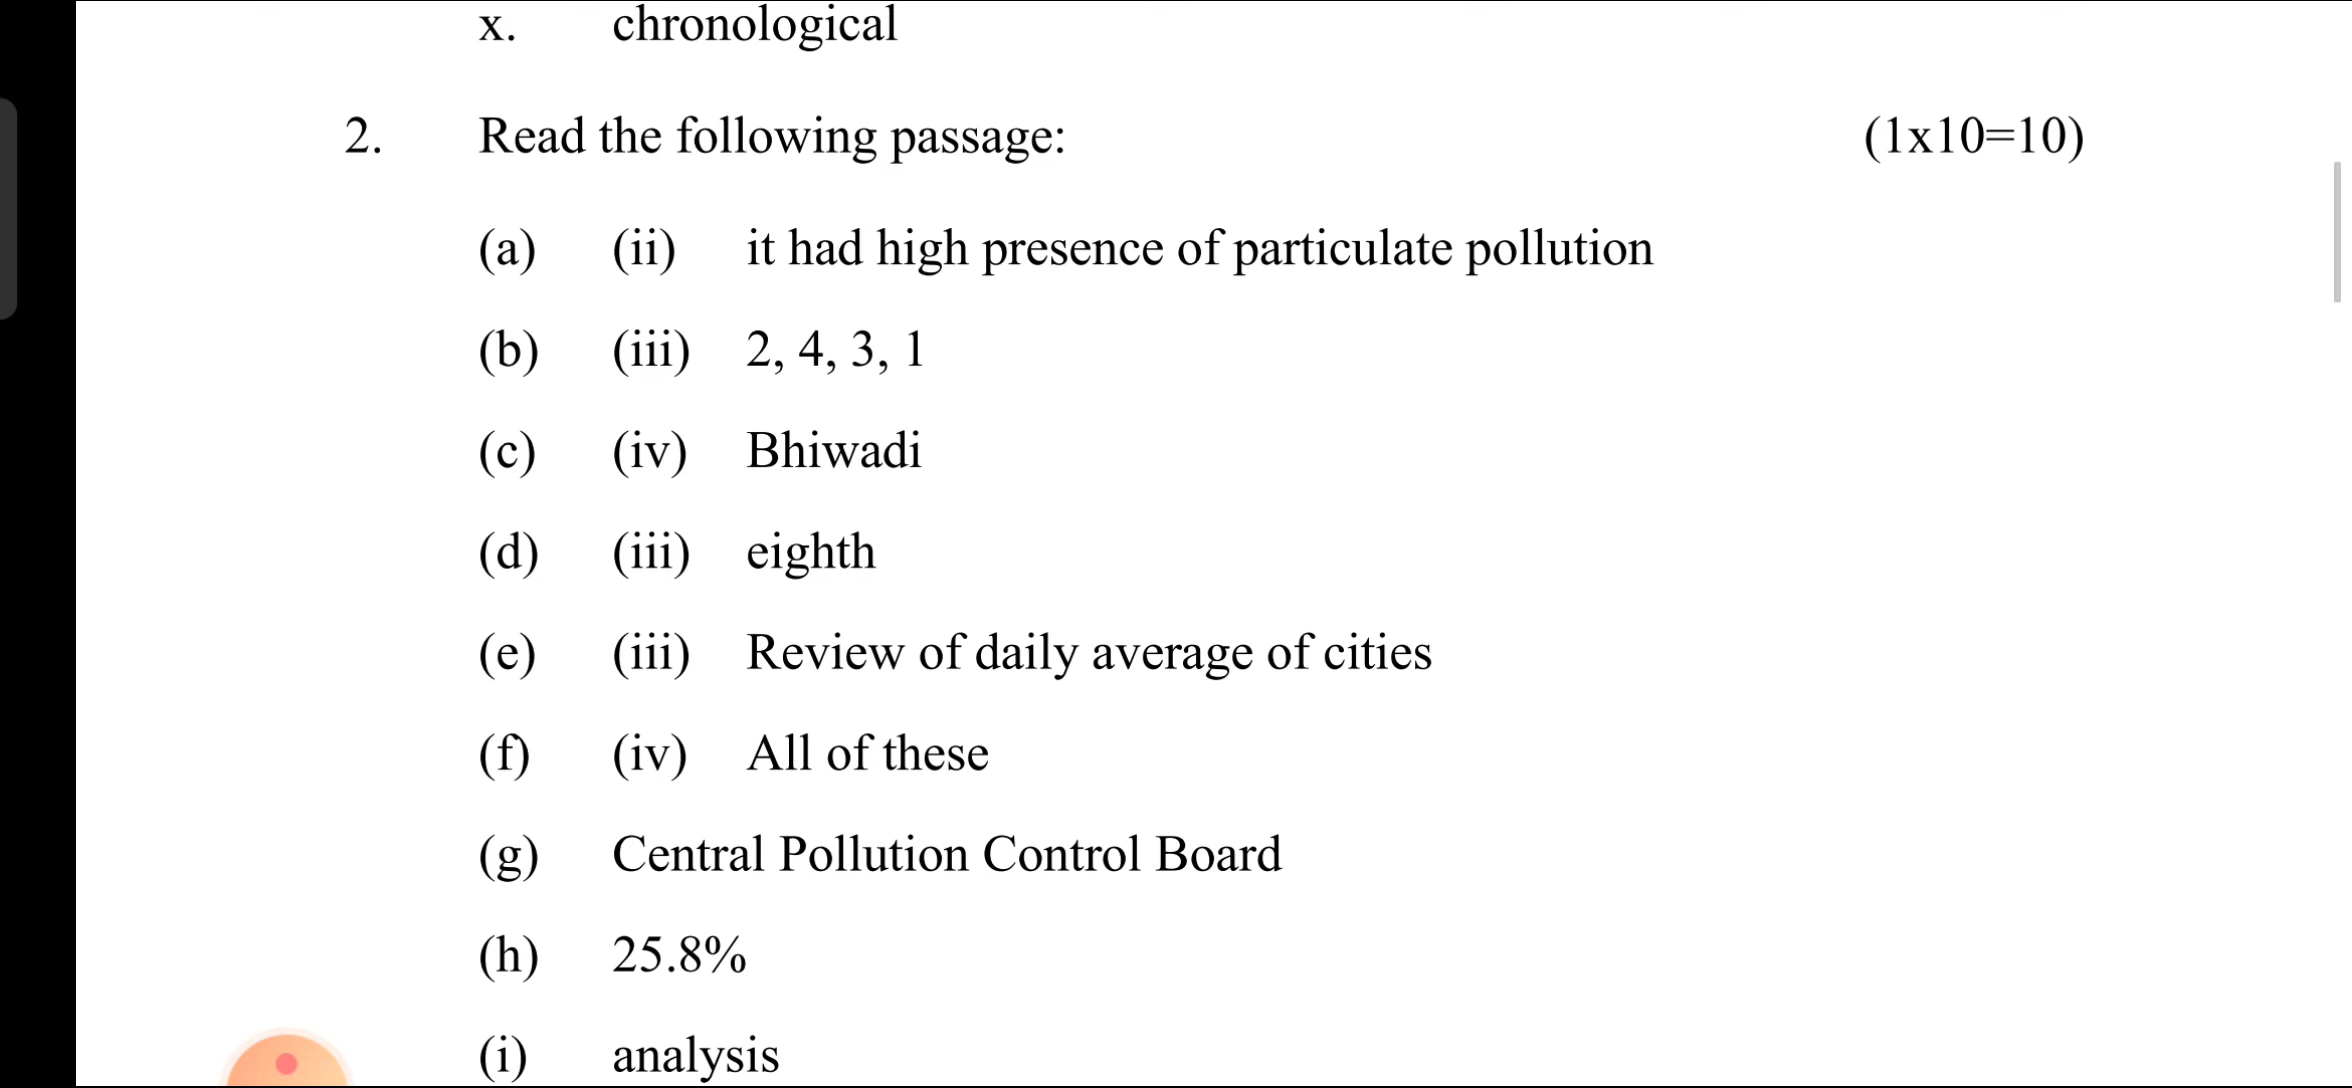 x. chronological
2. Read the following passage: (1x10=10)
(a) (ii) it had high presence of particulate pollution
(b) (iii) 2, 4, 3, 1
(c) (iv) Bhiwadi
(d) (iii) eighth
(e) (iii) Review of daily average of cities
(f) (iv) All of these
(g) Central Pollution Control Board
(h) 25.8%
(i) analysis